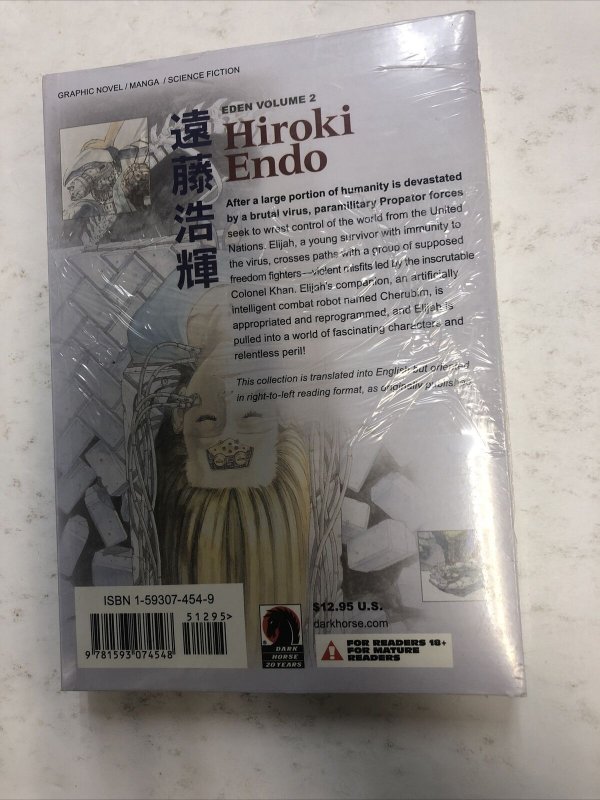 GRAPHIC NOVEL / MANGA / SCIENCE FICTION
EDEN VOLUME 2
Hiroki
Endo
遠藤浩輝
After a large portion of humanity is devastated
by a brutal virus, paramilitary Propator forces
seek to wrest control of the world from the United
Nations. Elijah, a young survivor with immunity to
the virus, crosses paths with a group of supposed
freedom fighters—violent misfits led by the inscrutable
Colonel Khan. Elijah's companion, an artificially
intelligent combat robot named Cherubim, is
appropriated and reprogrammed, and Elijah is
pulled into a world of fascinating characters and
relentless peril!
This collection is translated into English but oriented
in right-to-left reading format, as originally published.
ISBN 1-59307-454-9
51295>
9 781593 074548
DARK
HORSE
20 YEARS
$12.95 U.S.
darkhorse.com
FOR READERS 18+
FOR MATURE
READERS